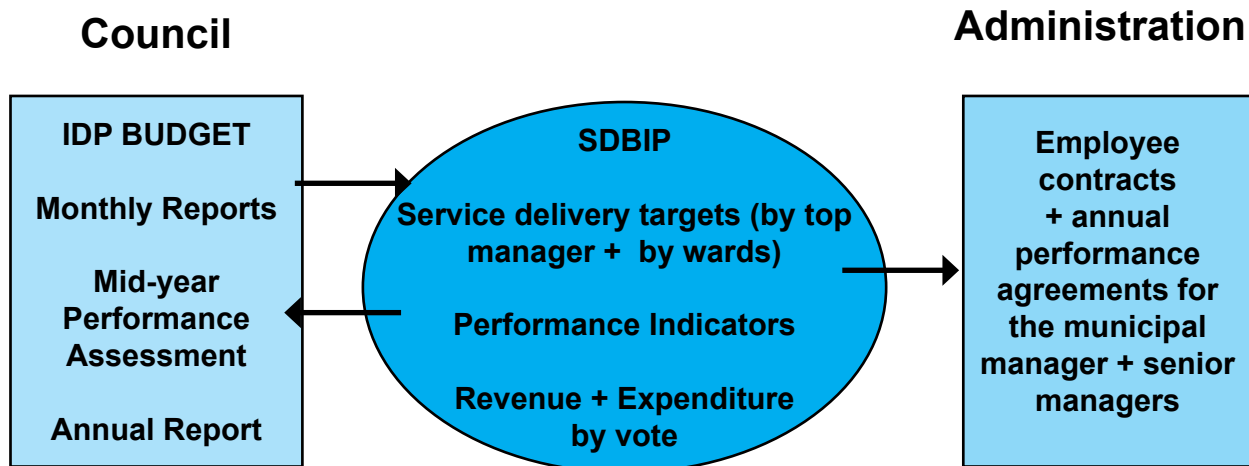 Council
IDP BUDGET
Monthly Reports
Mid-year
Performance
Assessment
Annual Report
SDBIP
Service delivery targets (by top
manager + by wards)
Performance Indicators
Revenue + Expenditure
by vote
Administration
Employee
contracts
+ annual
performance
agreements for
the municipal
manager + senior
managers